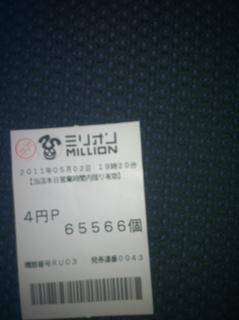 ミリオン
MILLION
2011年05月02日 19時20分
【当店本日営業時間内限り有効】
4円P
65566個
機器番号RU03 発券連番0043